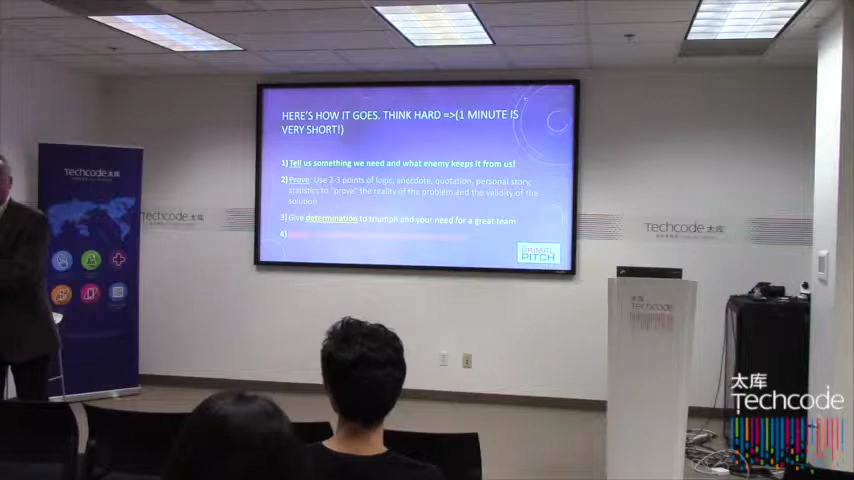 HERE'S HOW IT GOES. THINK HARD =>(1 MINUTE IS
VERY SHORT!)
1) Tell us something we need and what enemy keeps it from us!
2) Prove: Use 2-3 points of logic, anecdote, quotation, personal story,
statistics to "prove" the reality of the problem and the validity of the
solution
3) Give determination to triumph and your need for a great team
4)
PRIMAL
PITCH
Techcode 太库
Techcode 太库
Techcode 太库
太库
Techcode
太库
Techcode